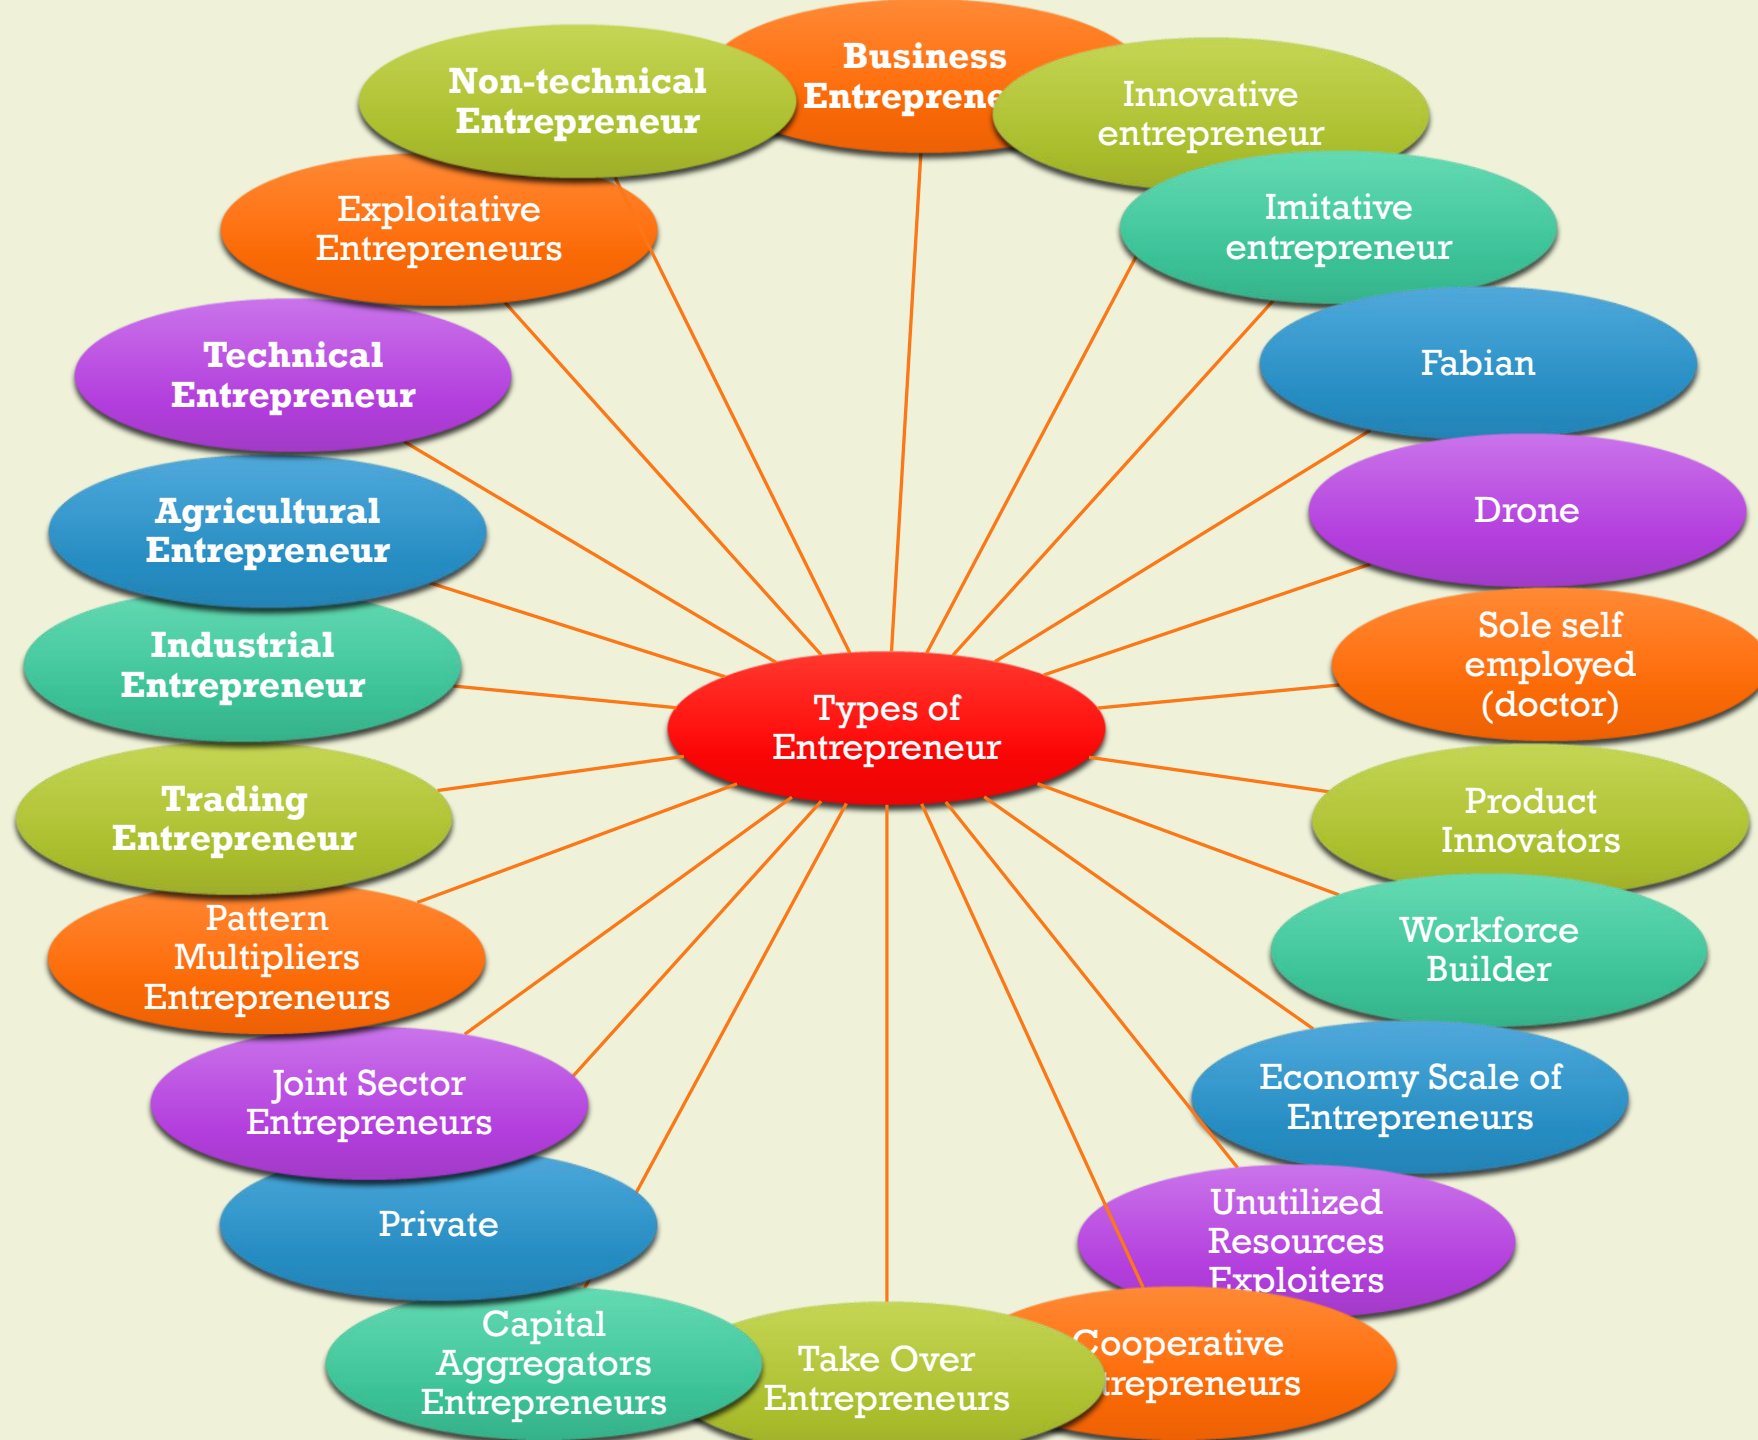 Business
Innovative
entrepreneur
Imitative
entrepreneur
Fabian
Drone
Sole self
employed
(doctor)
Product
Innovators
Workforce
Builder
Economy Scale of
Entrepreneurs
Unutilized
Resources
Exploiters
Cooperative
Take Over
Entrepreneurs
Capital
Aggregators
Entrepreneurs
Private
Joint Sector
Entrepreneurs
Pattern
Multipliers
Entrepreneurs
Trading
Entrepreneur
Industrial
Entrepreneur
Agricultural
Entrepreneur
Technical
Entrepreneur
Exploitative
Entrepreneurs
Non-technical
Entrepreneur
Types of
Entrepreneur